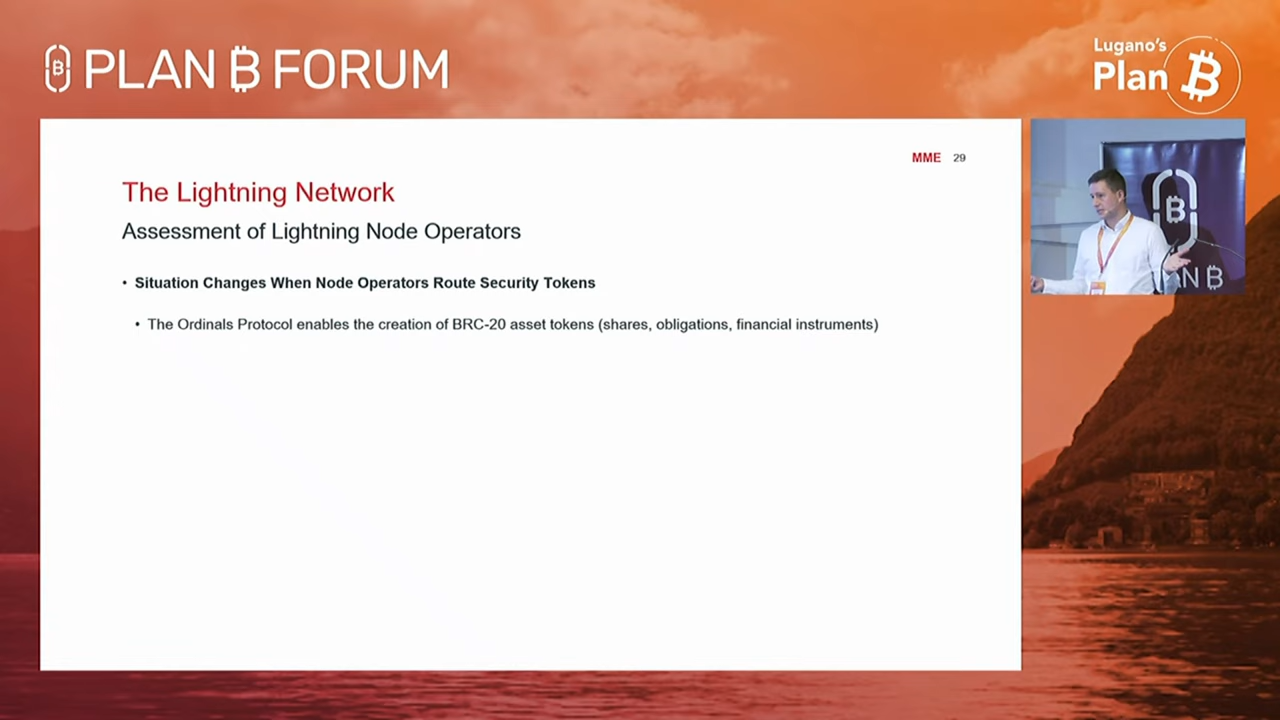 PLAN ₿ FORUM
Lugano's
Plan ₿
MME 29
The Lightning Network
Assessment of Lightning Node Operators
• Situation Changes When Node Operators Route Security Tokens
• The Ordinals Protocol enables the creation of BRC-20 asset tokens (shares, obligations, financial instruments)
AN ₿